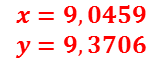 x = 9,0459
y = 9,3706